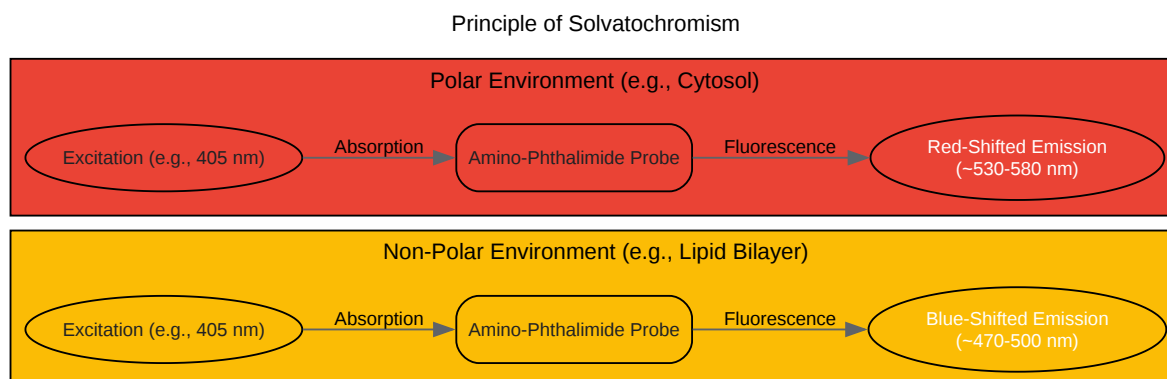 Principle of Solvatochromism
Polar Environment (e.g., Cytosol)
Excitation (e.g., 405 nm)
Absorption
Amino-Phthalimide Probe
Fluorescence
Red-Shifted Emission
(~530-580 nm)
Non-Polar Environment (e.g., Lipid Bilayer)
Excitation (e.g., 405 nm)
Absorption
Amino-Phthalimide Probe
Fluorescence
Blue-Shifted Emission
(~470-500 nm)